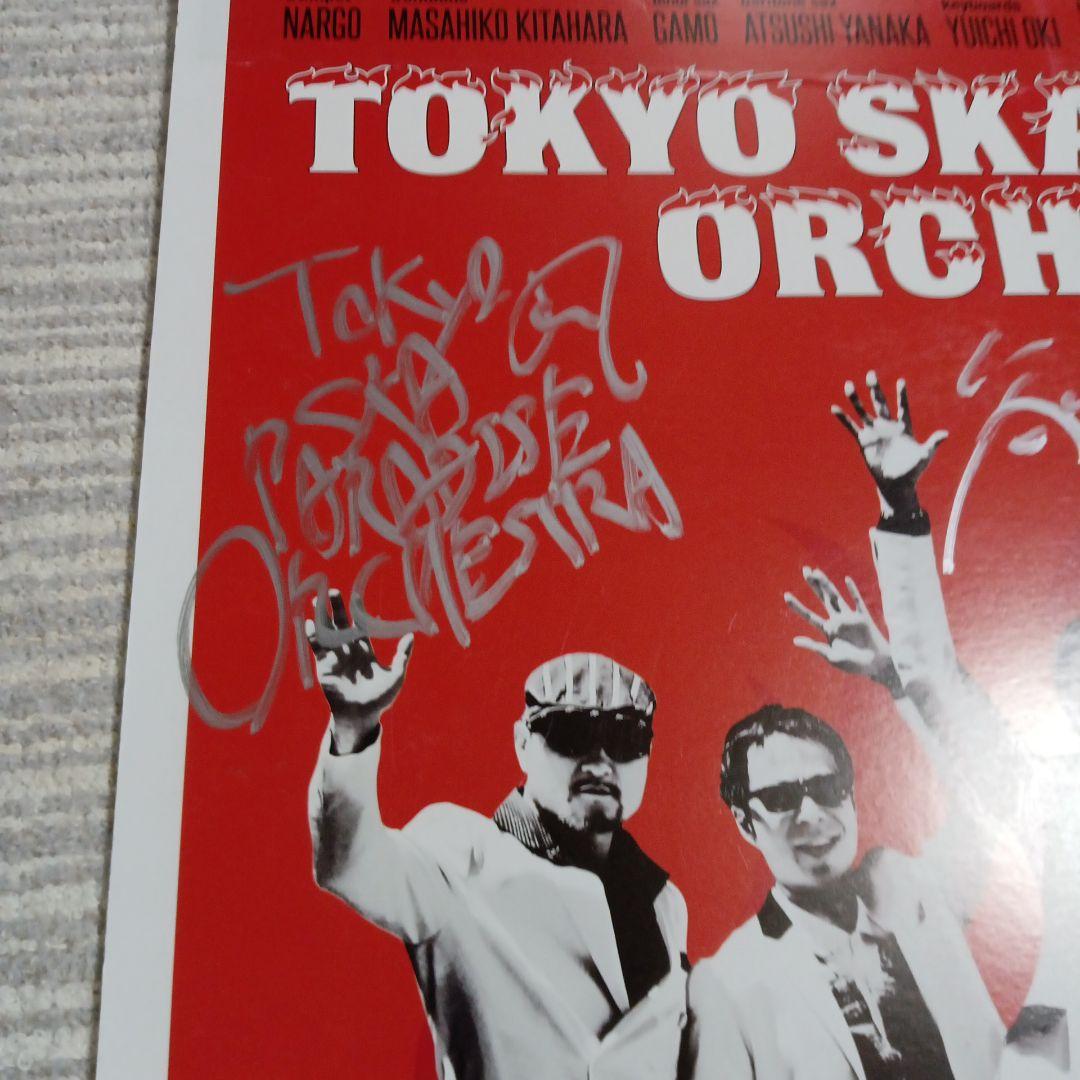 NARGO MASAHIKO KITAHARA GAMO ATSUSHI YANAKA YUICHI OKI
TOKYO SKA
ORCH
TOKYO
SKA
PARADISE
ORCHESTRA